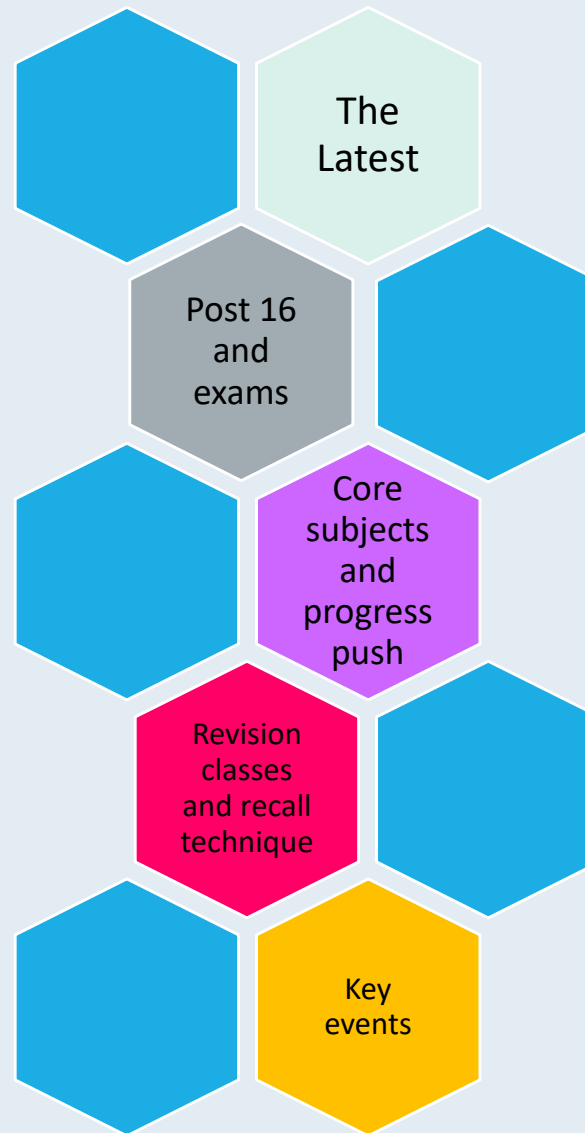 The
Latest
Post 16
and
exams
Core
subjects
and
progress
push
Revision
classes
and recall
technique
Key
events